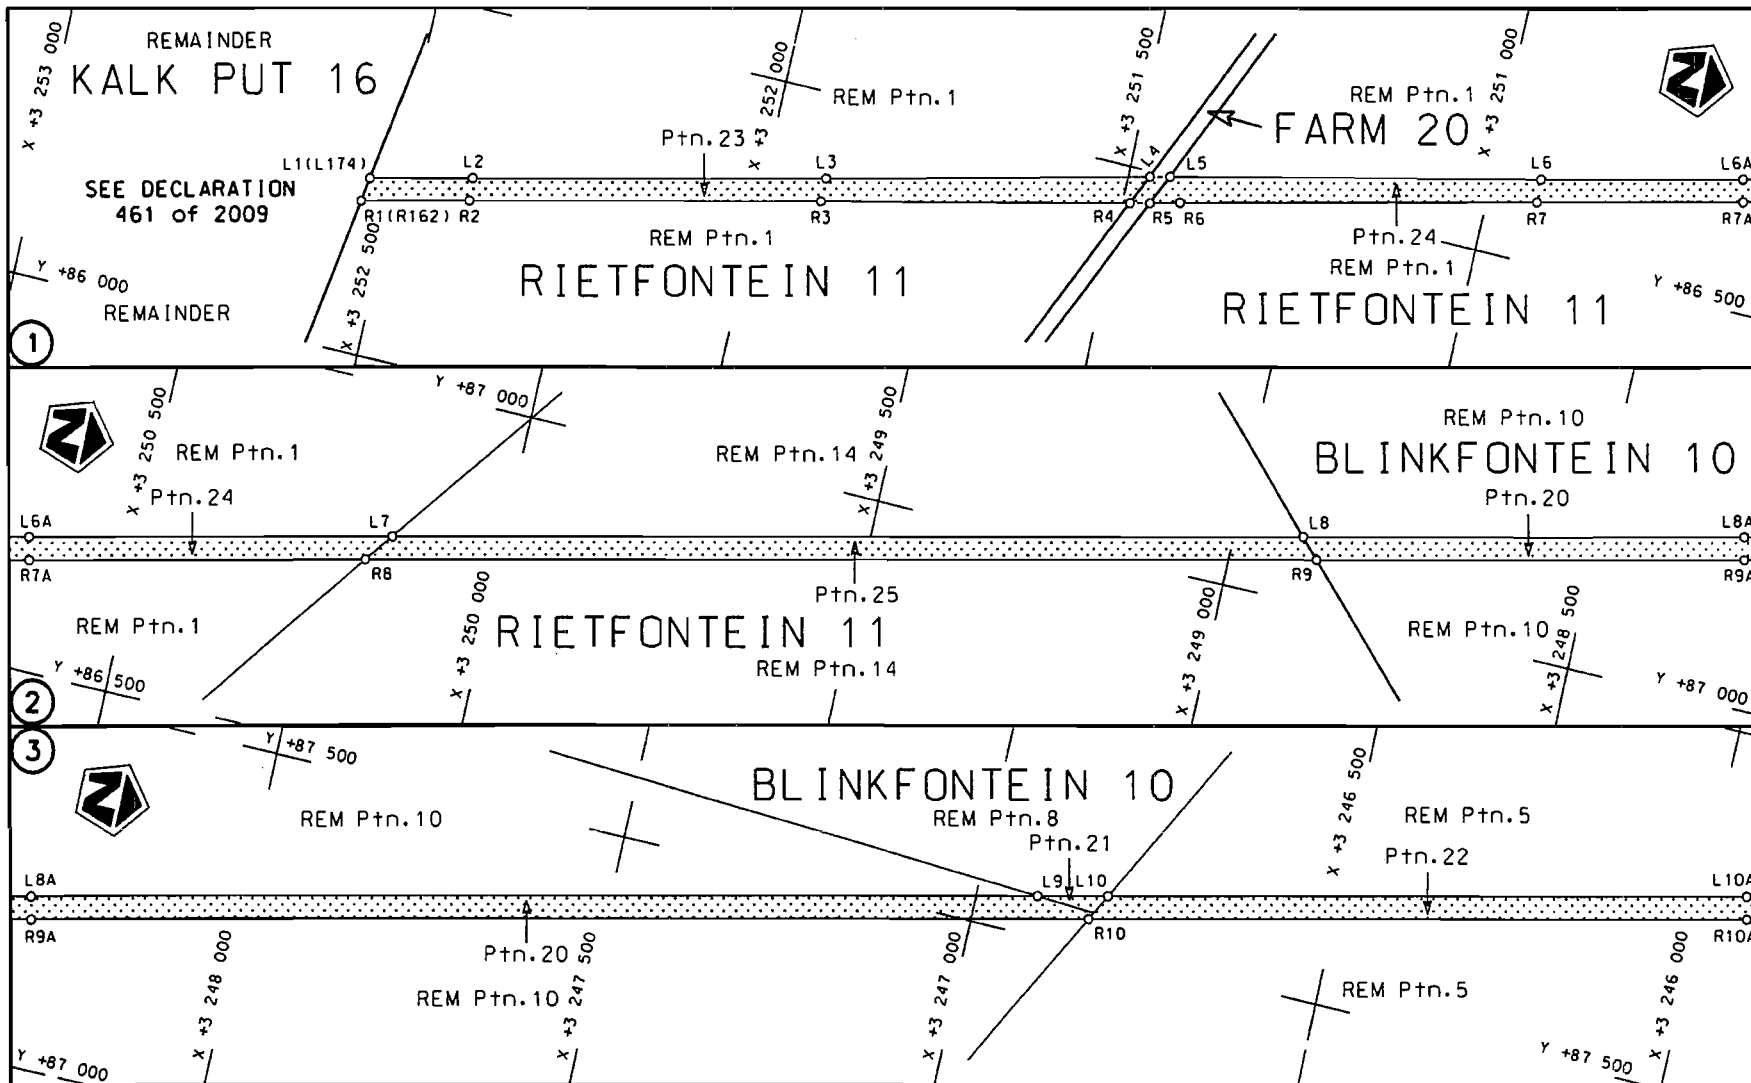 X +3 253 000
REMAINDER
KALK PUT 16
X +3 252 000
REM Ptn.1
X +3 251 500
REM Ptn.1
FARM 20
X +3 251 000
Ptn.23
L1(L174)
L2
L3
L4
L5
L6
L6A
SEE DECLARATION
461 of 2009
R1(R162)
R2
R3
R4
R5
R6
R7
R7A
REM Ptn.1
RIETFONTEIN 11
Ptn.24
REM Ptn.1
RIETFONTEIN 11
Y +86 000
REMAINDER
X +3 252 500
Y +86 500
1
Y +87 000
X +3 250 500
REM Ptn.1
Ptn.24
REM Ptn.14
X +3 249 500
REM Ptn.10
BLINKFONTEIN 10
Ptn.20
L6A
L7
L8
L8A
R7A
R8
R9
R9A
Ptn.25
REM Ptn.1
X +3 250 000
RIETFONTEIN 11
REM Ptn.14
X +3 249 000
REM Ptn.10
X +3 248 500
Y +86 500
Y +87 000
2
3
Y +87 500
BLINKFONTEIN 10
REM Ptn.10
REM Ptn.8
Ptn.21
X +3 246 500
REM Ptn.5
Ptn.22
L8A
L9
L10
L10A
R9A
R10
R10A
Ptn.20
REM Ptn.10
X +3 248 000
X +3 247 500
X +3 247 000
REM Ptn.5
X +3 246 000
Y +87 000
Y +87 500